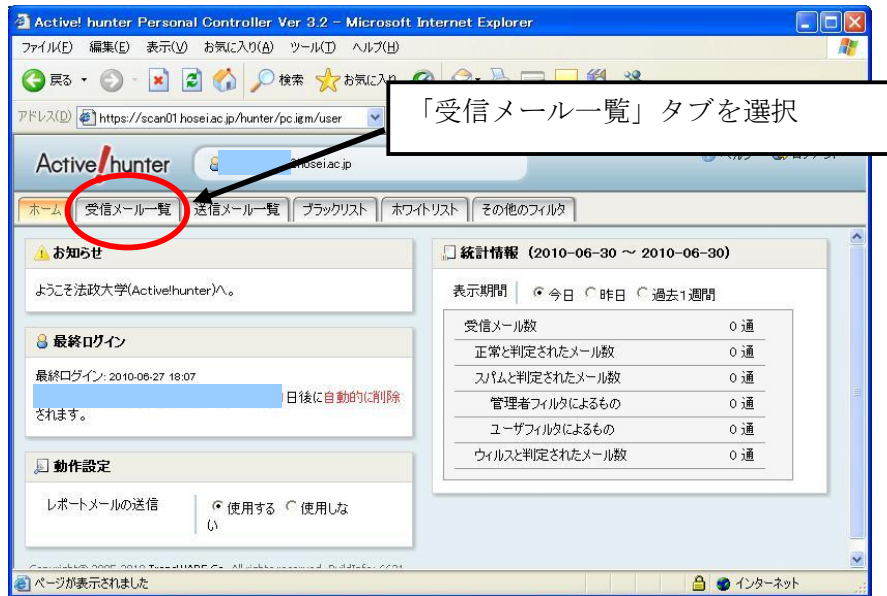 Active! hunter Personal Controller Ver 3.2 - Microsoft Internet Explorer
ファイル(F) 編集(E) 表示(V) お気に入り(A) ツール(T) ヘルプ(H)
戻る 検索 お気に入り
アドレス(D) https://scan01.hosei.ac.jp/hunter/pc.igm/user
「受信メール一覧」タブを選択
Active!hunter
hosei.ac.jp
ホーム 受信メール一覧 送信メール一覧 ブラックリスト ホワイトリスト その他のフィルタ
お知らせ
ようこそ法政大学(Active!hunter)へ。
最終ログイン
最終ログイン: 2010-06-27 18:07
日後に自動的に削除
されます。
動作設定
レポートメールの送信 使用する 使用しな
い
統計情報 (2010-06-30 ～ 2010-06-30)
表示期間 今日 昨日 過去1週間
受信メール数 0 通
正常と判定されたメール数 0 通
スパムと判定されたメール数 0 通
管理者フィルタによるもの 0 通
ユーザフィルタによるもの 0 通
ウィルスと判定されたメール数 0 通
ページが表示されました インターネット